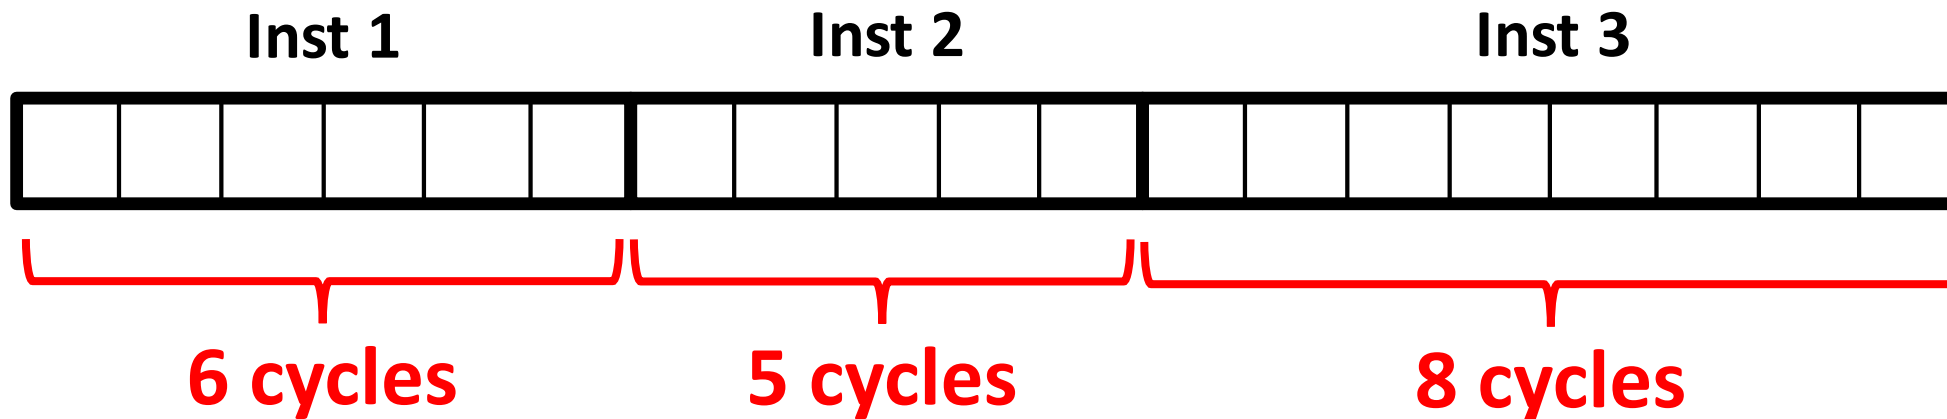 Inst 1 Inst 2 Inst 3
6 cycles 5 cycles 8 cycles